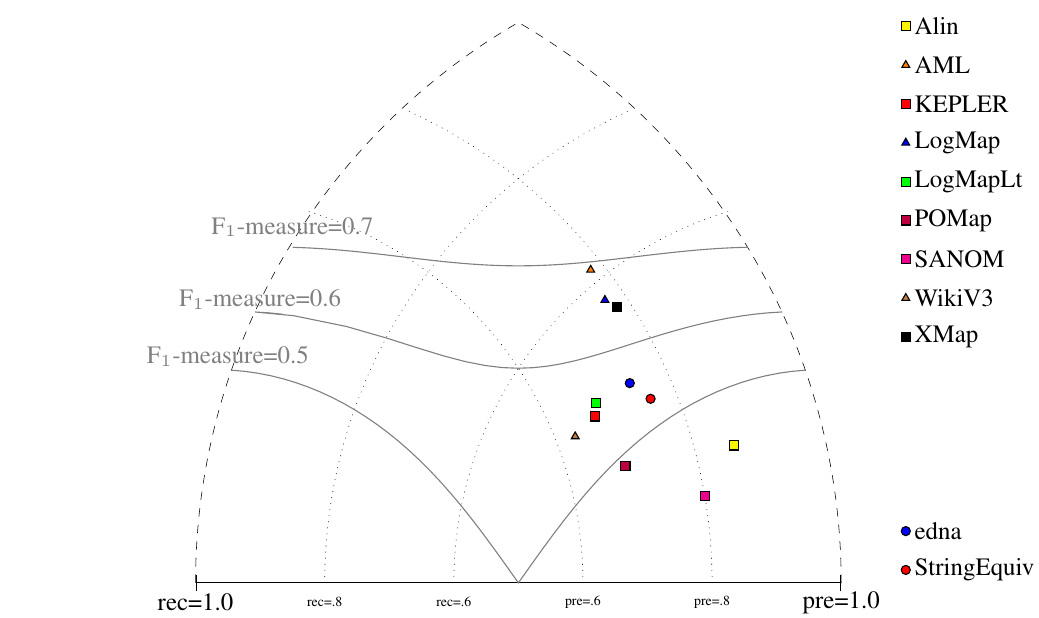 Alin
AML
KEPLER
LogMap
LogMapLt
POMap
F₁-measure=0.7
SANOM
F₁-measure=0.6
WikiV3
XMap
F₁-measure=0.5
edna
StringEquiv
rec=1.0 rec=.8 rec=.6 pre=.6 pre=.8 pre=1.0